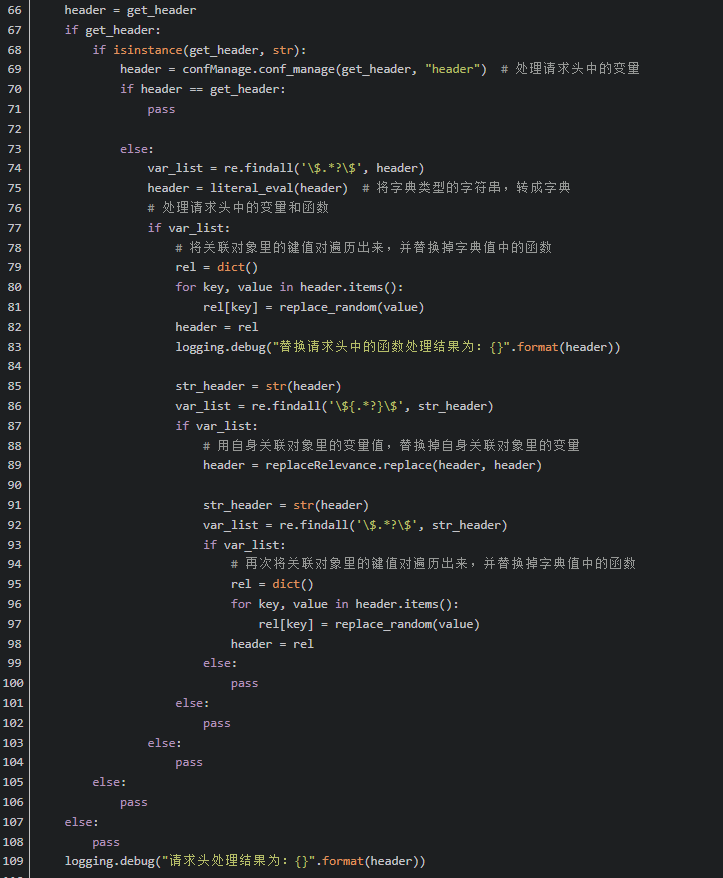 66 header = get_header
67 if get_header:
68 if isinstance(get_header, str):
69 header = confManage.conf_manage(get_header, "header")  # 处理请求头中的变量
70 if header == get_header:
71 pass
72
73 else:
74 var_list = re.findall('\$.*?\$', header)
75 header = literal_eval(header)  # 将字典类型的字符串，转成字典
76 # 处理请求头中的变量和函数
77 if var_list:
78 # 将关联对象里的键值对遍历出来，并替换掉字典值中的函数
79 rel = dict()
80 for key, value in header.items():
81 rel[key] = replace_random(value)
82 header = rel
83 logging.debug("替换请求头中的函数处理结果为：{}".format(header))
84
85 str_header = str(header)
86 var_list = re.findall('\${.*?}\$', str_header)
87 if var_list:
88 # 用自身关联对象里的变量值，替换掉自身关联对象里的变量
89 header = replaceRelevance.replace(header, header)
90
91 str_header = str(header)
92 var_list = re.findall('\$.*?\$', str_header)
93 if var_list:
94 # 再次将关联对象里的键值对遍历出来，并替换掉字典值中的函数
95 rel = dict()
96 for key, value in header.items():
97 rel[key] = replace_random(value)
98 header = rel
99 else:
100 pass
101 else:
102 pass
103 else:
104 pass
105 else:
106 pass
107 else:
108 pass
109 logging.debug("请求头处理结果为：{}".format(header))